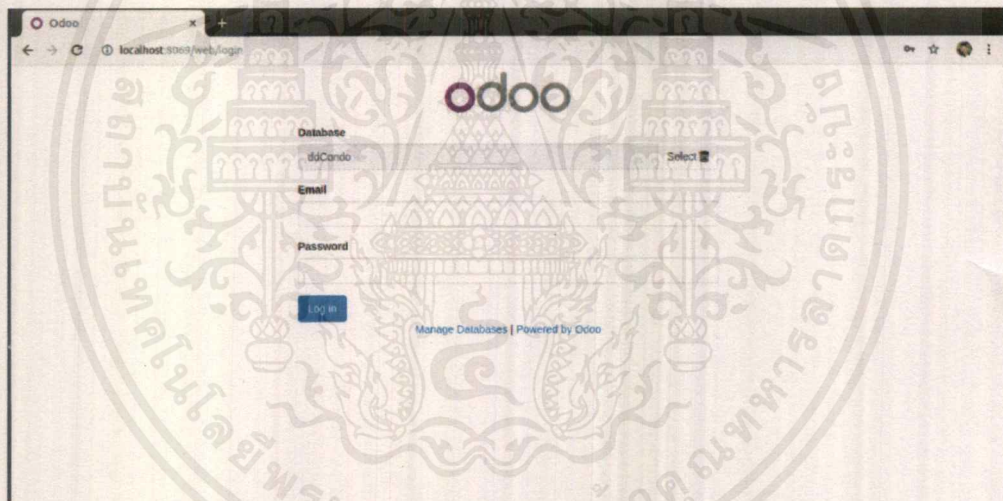 Odoo
localhost:8069/web/login
odoo
Database
ddCondo Select
Email
Password
Log in
Manage Databases | Powered by Odoo